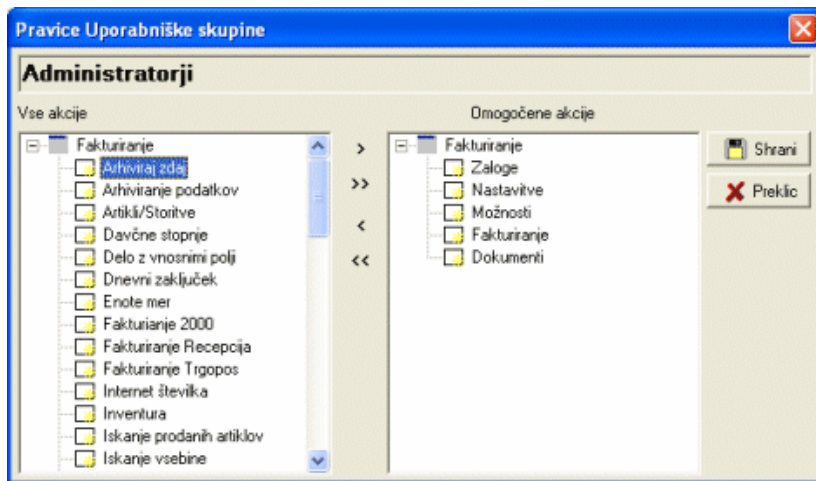 Pravice Uporabniške skupine
Administratorji
Vse akcije
Fakturiranje
Arhiviraj zdaj
Arhiviranje podatkov
Artikli/Storitve
Davčne stopnje
Delo z vnosnimi polji
Dnevni zaključek
Enote mer
Fakturianje 2000
Fakturiranje Recepcija
Fakturiranje Trgopos
Internet številka
Inventura
Iskanje prodanih artiklov
Iskanje vsebine
>
>>
<
<<
Omogočene akcije
Fakturiranje
Zaloge
Nastavitve
Možnosti
Fakturiranje
Dokumenti
Shrani
Preklic